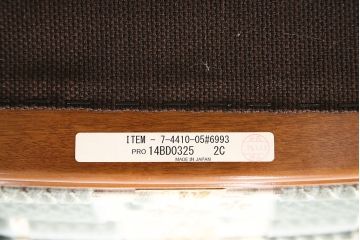 ITEM - 7-4410-05#6993
PRO 14BD0325 2C
MADE IN JAPAN